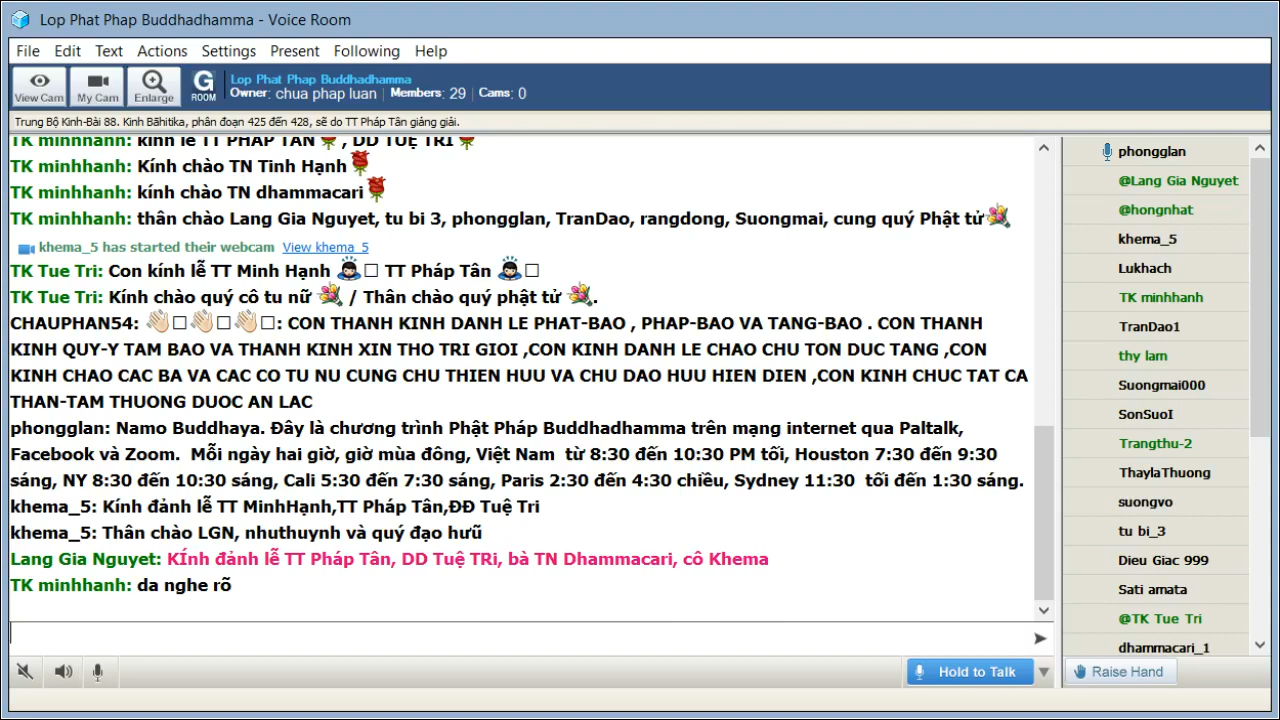 Lop Phat Phap Buddhadhamma - Voice Room
File Edit Text Actions Settings Present Following Help
View Cam My Cam Enlarge G ROOM
Lop Phat Phap Buddhadhamma
Owner: chua phap luan Members: 29 Cams: 0
Trung Bộ Kinh-Bài 88. Kinh Bāhitika, phân đoạn 425 đến 428, sẽ do TT Pháp Tân giảng giải.
TK minhhanh: kính lễ TT PHÁP TÂN , DD TUỆ TRI
TK minhhanh: Kính chào TN Tinh Hạnh
TK minhhanh: kính chào TN dhammacari
TK minhhanh: thân chào Lang Gia Nguyet, tu bi 3, phongglan, TranDao, rangdong, Suongmai, cung quý Phật tử
khema_5 has started their webcam View khema_5
TK Tue Tri: Con kính lễ TT Minh Hạnh TT Pháp Tân
TK Tue Tri: Kính chào quý cô tu nữ / Thân chào quý phật tử .
CHAUPHAN54: : CON THANH KINH DANH LE PHAT-BAO , PHAP-BAO VA TANG-BAO . CON THANH
KINH QUY-Y TAM BAO VA THANH KINH XIN THO TRI GIOI ,CON KINH DANH LE CHAO CHU TON DUC TANG ,CON
KINH CHAO CAC BA VA CAC CO TU NU CUNG CHU THIEN HUU VA CHU DAO HUU HIEN DIEN ,CON KINH CHUC TAT CA
THAN-TAM THUONG DUOC AN LAC
phongglan: Namo Buddhaya. Đây là chương trình Phật Pháp Buddhadhamma trên mạng internet qua Paltalk,
Facebook và Zoom. Mỗi ngày hai giờ, giờ mùa đông, Việt Nam từ 8:30 đến 10:30 PM tối, Houston 7:30 đến 9:30
sáng, NY 8:30 đến 10:30 sáng, Cali 5:30 đến 7:30 sáng, Paris 2:30 đến 4:30 chiều, Sydney 11:30 tối đến 1:30 sáng.
khema_5: Kính đảnh lễ TT MinhHạnh,TT Pháp Tân,ĐĐ Tuệ Tri
khema_5: Thân chào LGN, nhuthuynh và quý đạo hưũ
Lang Gia Nguyet: KÍnh đảnh lễ TT Pháp Tân, DD Tuệ TRi, bà TN Dhammacari, cô Khema
TK minhhanh: da nghe rõ
Hold to Talk
phongglan
@Lang Gia Nguyet
@hongnhat
khema_5
Lukhach
TK minhhanh
TranDao1
thy lam
Suongmai000
SonSuoI
Trangthu-2
ThaylaThuong
suongvo
tu bi_3
Dieu Giac 999
Sati amata
@TK Tue Tri
dhammacari_1
Raise Hand